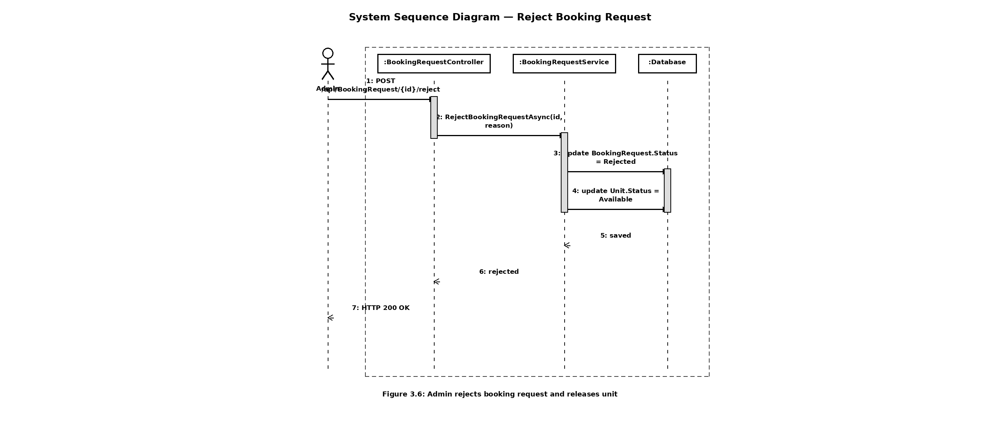 System Sequence Diagram — Reject Booking Request
:BookingRequestController
:BookingRequestService
:Database
Admin
1: POST
/api/BookingRequest/{id}/reject
2: RejectBookingRequestAsync(id,
reason)
3: update BookingRequest.Status
= Rejected
4: update Unit.Status =
Available
5: saved
6: rejected
7: HTTP 200 OK
Figure 3.6: Admin rejects booking request and releases unit